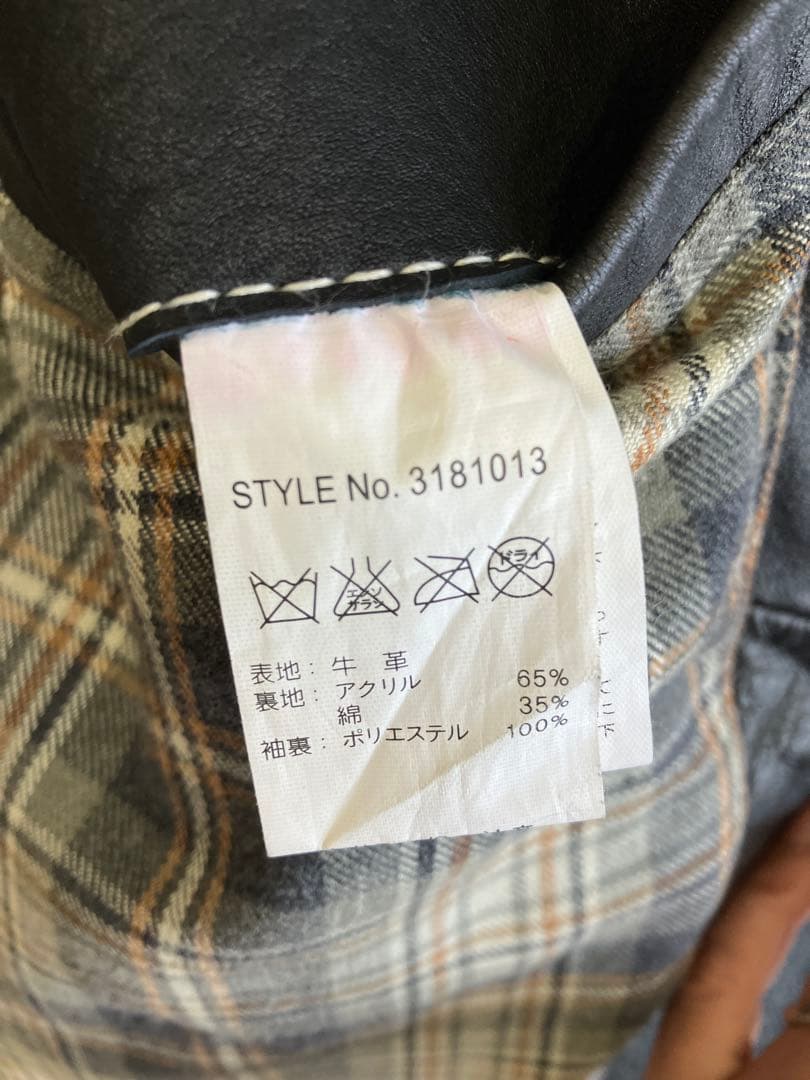 STYLE No. 3181013
エンソ
オラシ
ドライ
表地: 牛 革
裏地: アクリル 65%
綿 35%
袖裏: ポリエステル 100%